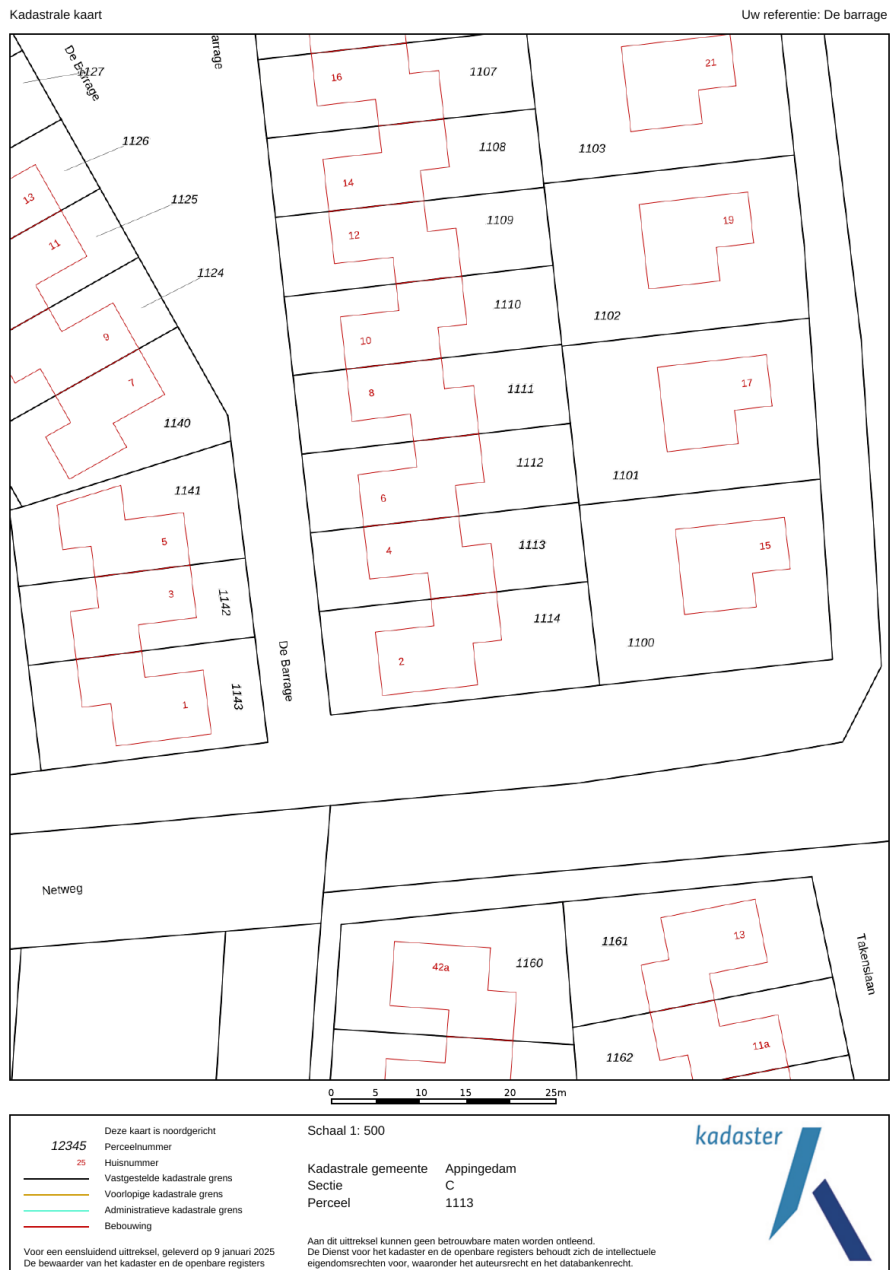 Kadastrale kaart
Uw referentie: De barrage
De Barrage
1127
1126
1125
1124
13
11
9
7
1140
1141
5
3
1142
1
1143
De Barrage
16
1107
14
1108
12
1109
10
1110
8
1111
6
1112
4
1113
2
1114
21
1103
19
1102
17
1101
15
1100
Netweg
42a
1160
1161
13
1162
11a
Takenslaan
0 5 10 15 20 25m
Deze kaart is noordgericht
12345 Perceelnummer
25 Huisnummer
Vastgestelde kadastrale grens
Voorlopige kadastrale grens
Administratieve kadastrale grens
Bebouwing
Voor een eensluidend uittreksel, geleverd op 9 januari 2025
De bewaarder van het kadaster en de openbare registers
Schaal 1: 500
Kadastrale gemeente Appingedam
Sectie C
Perceel 1113
Aan dit uittreksel kunnen geen betrouwbare maten worden ontleend.
De Dienst voor het kadaster en de openbare registers behoudt zich de intellectuele
eigendomsrechten voor, waaronder het auteursrecht en het databankenrecht.
kadaster